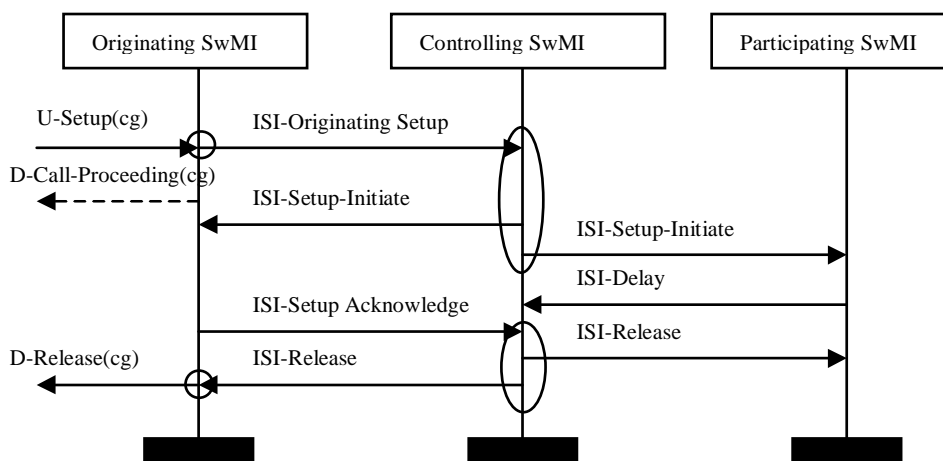 Originating SwMI
Controlling SwMI
Participating SwMI
U-Setup(cg)
ISI-Originating Setup
D-Call-Proceeding(cg)
ISI-Setup-Initiate
ISI-Setup-Initiate
ISI-Delay
ISI-Setup Acknowledge
ISI-Release
D-Release(cg)
ISI-Release